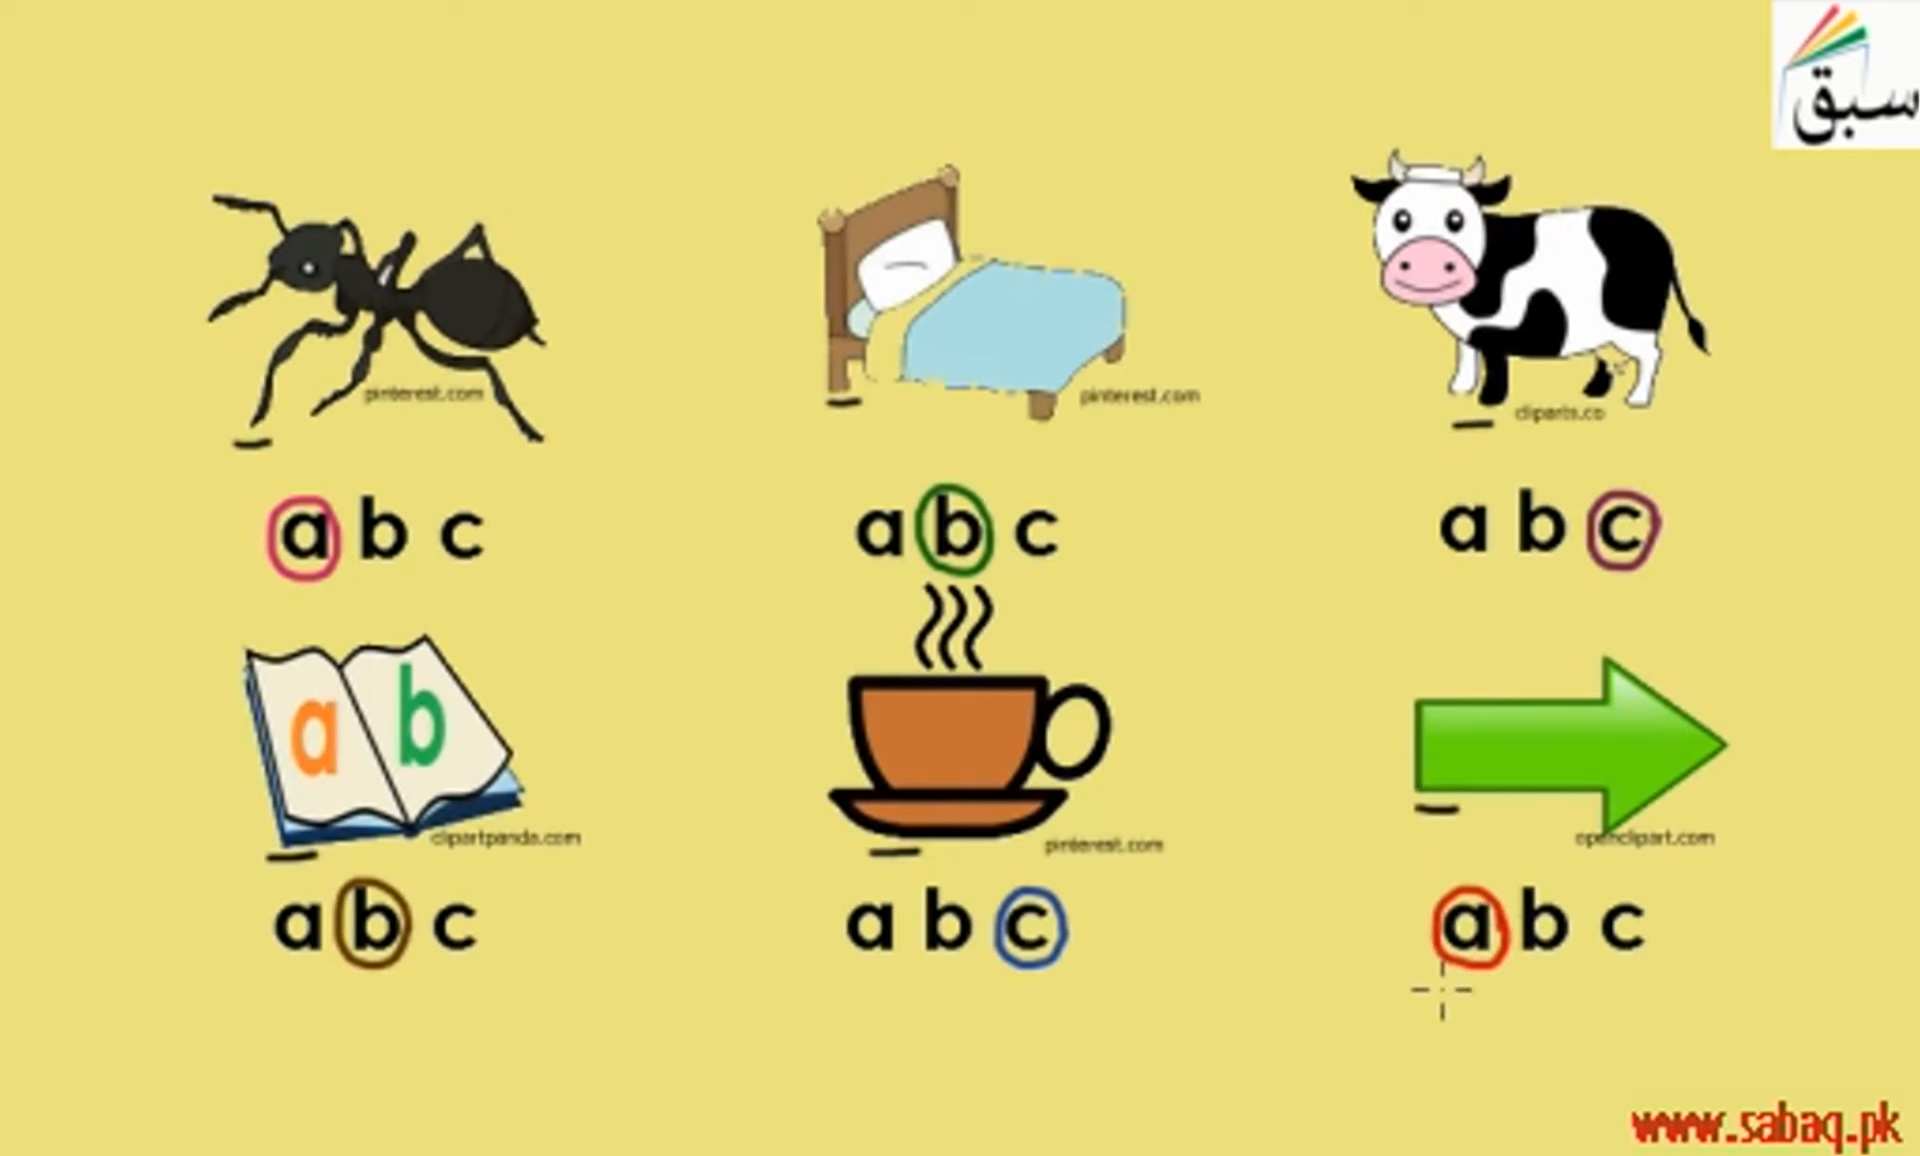 سبق
pinterest.com
pinterest.com
cliparts.co
a b c
a b c
a b c
a b
clipartpanda.com
pinterest.com
openclipart.com
a b c
a b c
a b c
www.sabaq.pk